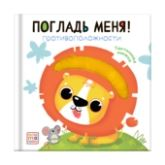 ПОГЛАДЬ МЕНЯ!
ПРОТИВОПОЛОЖНОСТИ